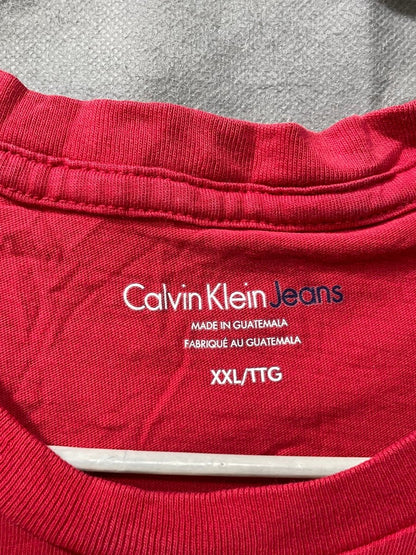 Calvin Klein Jeans
MADE IN GUATEMALA
FABRIQUÉ AU GUATEMALA
XXL/TTG